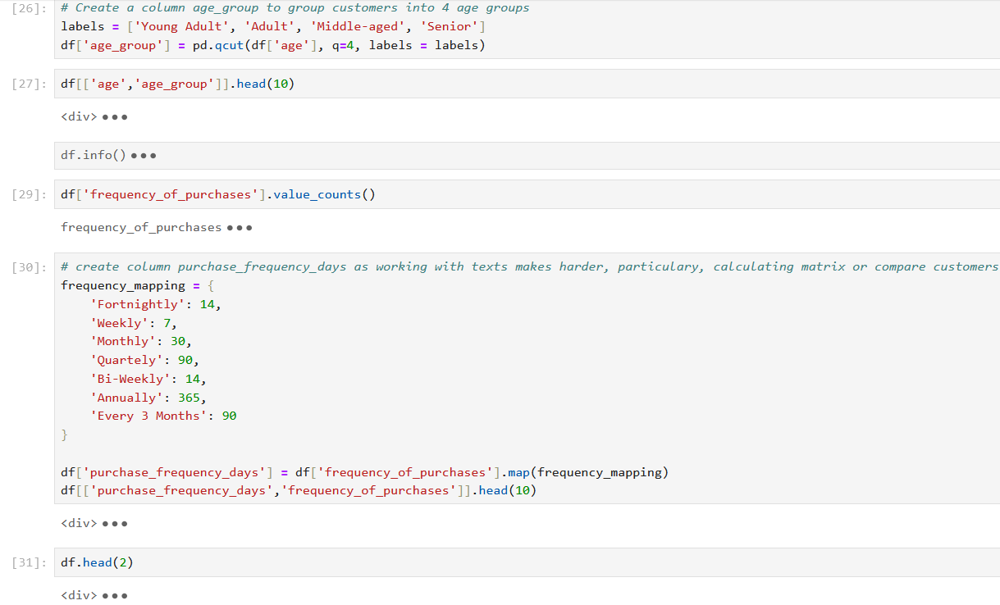 [26]: # Create a column age_group to group customers into 4 age groups
labels = ['Young Adult', 'Adult', 'Middle-aged', 'Senior']
df['age_group'] = pd.qcut(df['age'], q=4, labels = labels)
[27]: df[['age','age_group']].head(10)
<div> •••
df.info() •••
[29]: df['frequency_of_purchases'].value_counts()
frequency_of_purchases •••
[30]: # create column purchase_frequency_days as working with texts makes harder, particulary, calculating matrix or compare customers
frequency_mapping = {
    'Fortnightly': 14,
    'Weekly': 7,
    'Monthly': 30,
    'Quartely': 90,
    'Bi-Weekly': 14,
    'Annually': 365,
    'Every 3 Months': 90
}
df['purchase_frequency_days'] = df['frequency_of_purchases'].map(frequency_mapping)
df[['purchase_frequency_days','frequency_of_purchases']].head(10)
<div> •••
[31]: df.head(2)
<div> •••